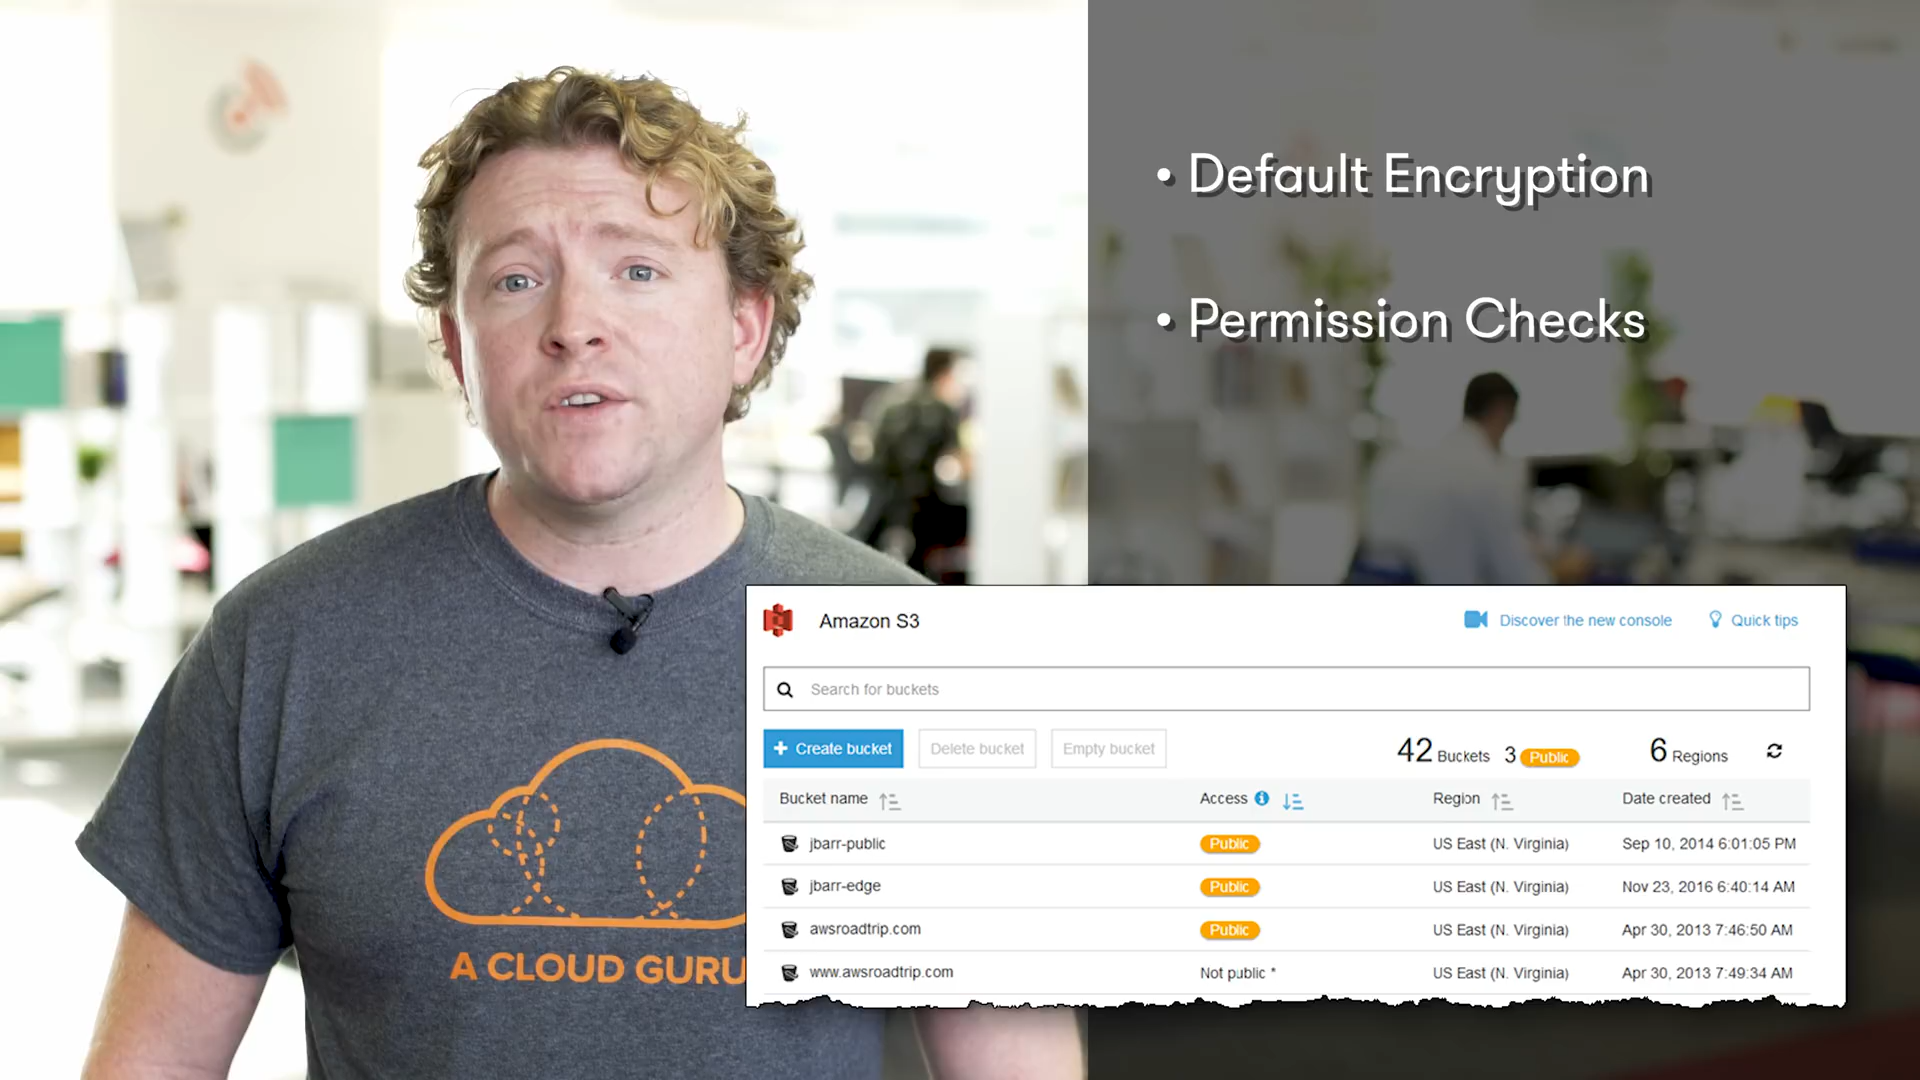 • Default Encryption
• Permission Checks
A CLOUD GURU
Amazon S3
Discover the new console
Quick tips
Search for buckets
+ Create bucket
Delete bucket
Empty bucket
42 Buckets 3 Public
6 Regions
Bucket name Access Region Date created
jbarr-public Public US East (N. Virginia) Sep 10, 2014 6:01:05 PM
jbarr-edge Public US East (N. Virginia) Nov 23, 2016 6:40:14 AM
awsroadtrip.com Public US East (N. Virginia) Apr 30, 2013 7:46:50 AM
www.awsroadtrip.com Not public * US East (N. Virginia) Apr 30, 2013 7:49:34 AM